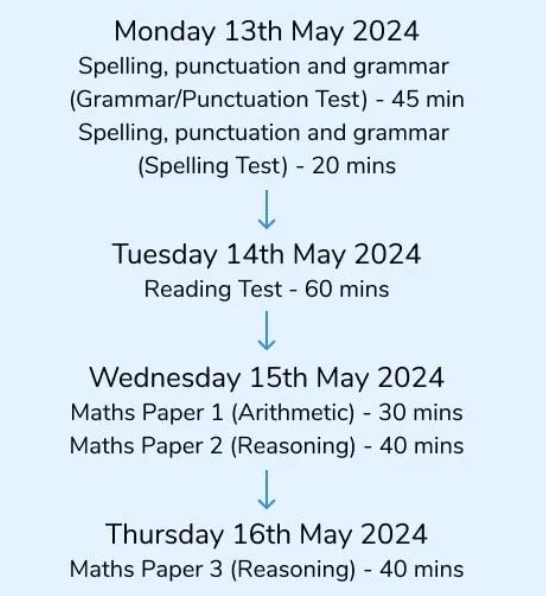 Monday 13th May 2024
Spelling, punctuation and grammar
(Grammar/Punctuation Test) - 45 min
Spelling, punctuation and grammar
(Spelling Test) - 20 mins
Tuesday 14th May 2024
Reading Test - 60 mins
Wednesday 15th May 2024
Maths Paper 1 (Arithmetic) - 30 mins
Maths Paper 2 (Reasoning) - 40 mins
Thursday 16th May 2024
Maths Paper 3 (Reasoning) - 40 mins